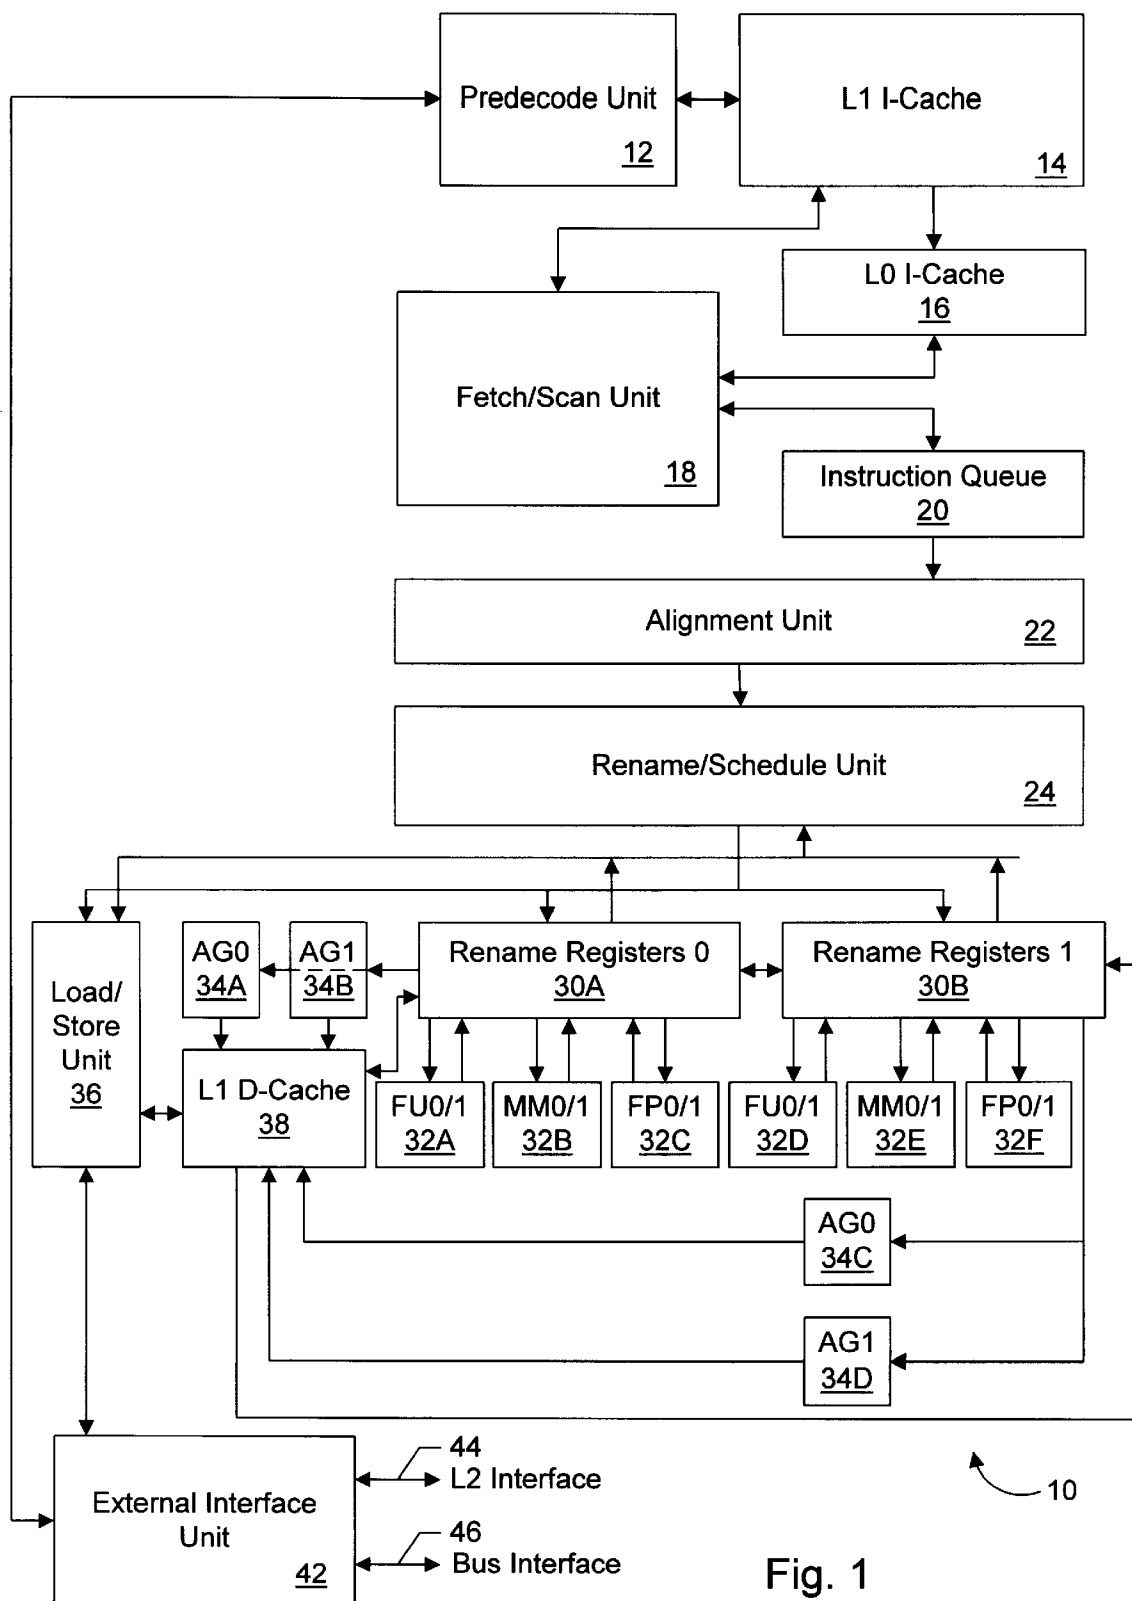 Predecode Unit
12
L1 I-Cache
14
L0 I-Cache
16
Fetch/Scan Unit
18
Instruction Queue
20
Alignment Unit
22
Rename/Schedule Unit
24
Load/
Store
Unit
36
AG0
34A
AG1
34B
Rename Registers 0
30A
Rename Registers 1
30B
L1 D-Cache
38
FU0/1
32A
MM0/1
32B
FP0/1
32C
FU0/1
32D
MM0/1
32E
FP0/1
32F
AG0
34C
AG1
34D
External Interface
Unit
42
44
L2 Interface
46
Bus Interface
10
Fig. 1